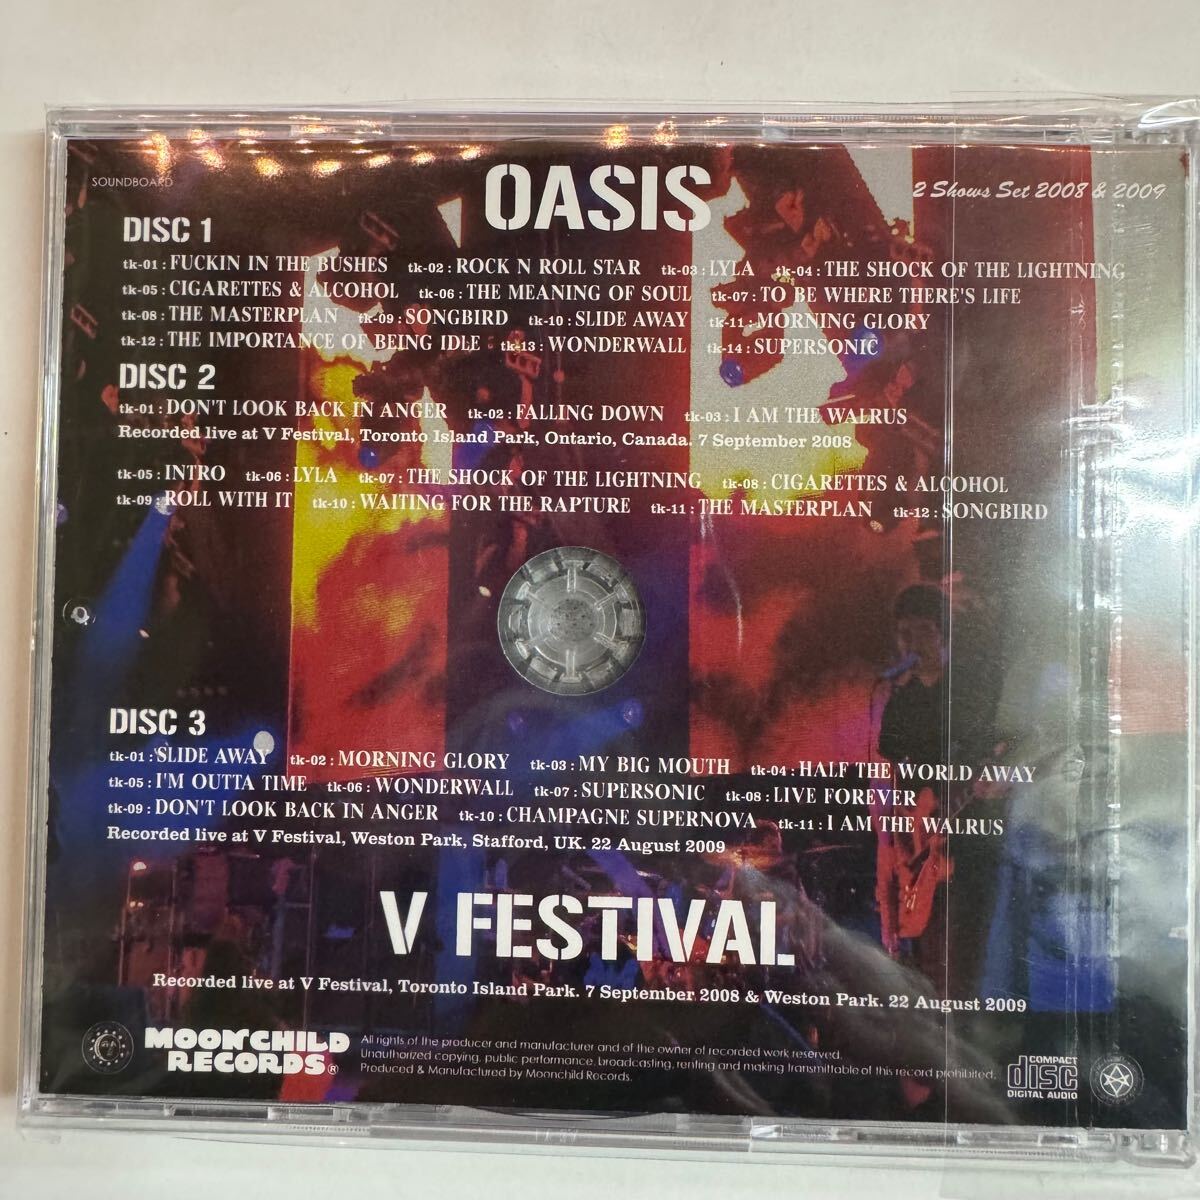 SOUNDBOARD
OASIS
2 Shows Set 2008 & 2009
DISC 1
tk-01 : FUCKIN IN THE BUSHES tk-02 : ROCK N ROLL STAR tk-03 : LYLA tk-04 : THE SHOCK OF THE LIGHTNING
tk-05 : CIGARETTES & ALCOHOL tk-06 : THE MEANING OF SOUL tk-07 : TO BE WHERE THERE'S LIFE
tk-08 : THE MASTERPLAN tk-09 : SONGBIRD tk-10 : SLIDE AWAY tk-11 : MORNING GLORY
tk-12 : THE IMPORTANCE OF BEING IDLE tk-13 : WONDERWALL tk-14 : SUPERSONIC
DISC 2
tk-01 : DON'T LOOK BACK IN ANGER tk-02 : FALLING DOWN tk-03 : I AM THE WALRUS
Recorded live at V Festival, Toronto Island Park, Ontario, Canada. 7 September 2008
tk-05 : INTRO tk-06 : LYLA tk-07 : THE SHOCK OF THE LIGHTNING tk-08 : CIGARETTES & ALCOHOL
tk-09 : ROLL WITH IT tk-10 : WAITING FOR THE RAPTURE tk-11 : THE MASTERPLAN tk-12 : SONGBIRD
DISC 3
tk-01 : SLIDE AWAY tk-02 : MORNING GLORY tk-03 : MY BIG MOUTH tk-04 : HALF THE WORLD AWAY
tk-05 : I'M OUTTA TIME tk-06 : WONDERWALL tk-07 : SUPERSONIC tk-08 : LIVE FOREVER
tk-09 : DON'T LOOK BACK IN ANGER tk-10 : CHAMPAGNE SUPERNOVA tk-11 : I AM THE WALRUS
Recorded live at V Festival, Weston Park, Stafford, UK. 22 August 2009
V FESTIVAL
Recorded live at V Festival, Toronto Island Park. 7 September 2008 & Weston Park. 22 August 2009
MOONCHILD
RECORDS®
All rights of the producer and manufacturer and of the owner of recorded work reserved.
Unauthorized copying, public performance, broadcasting, renting and making transmittable of this record prohibited.
Produced & Manufactured by Moonchild Records.
COMPACT
disc
DIGITAL AUDIO